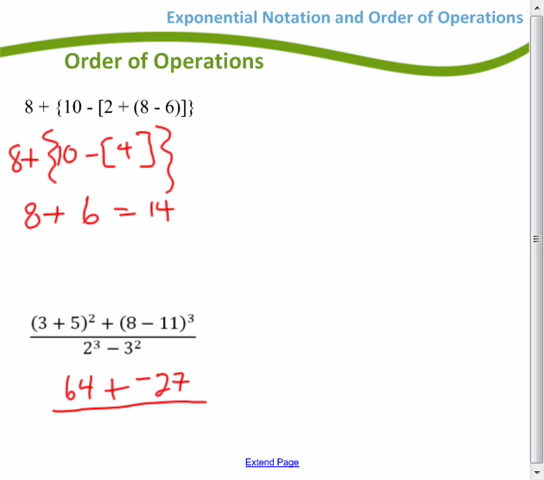 Exponential Notation and Order of Operations
Order of Operations
8 + {10 - [2 + (8 - 6)]}
8+{10-[4]}
8+ 6 = 14
(3 + 5)² + (8 − 11)³
2³ − 3²
64 + -27
Extend Page